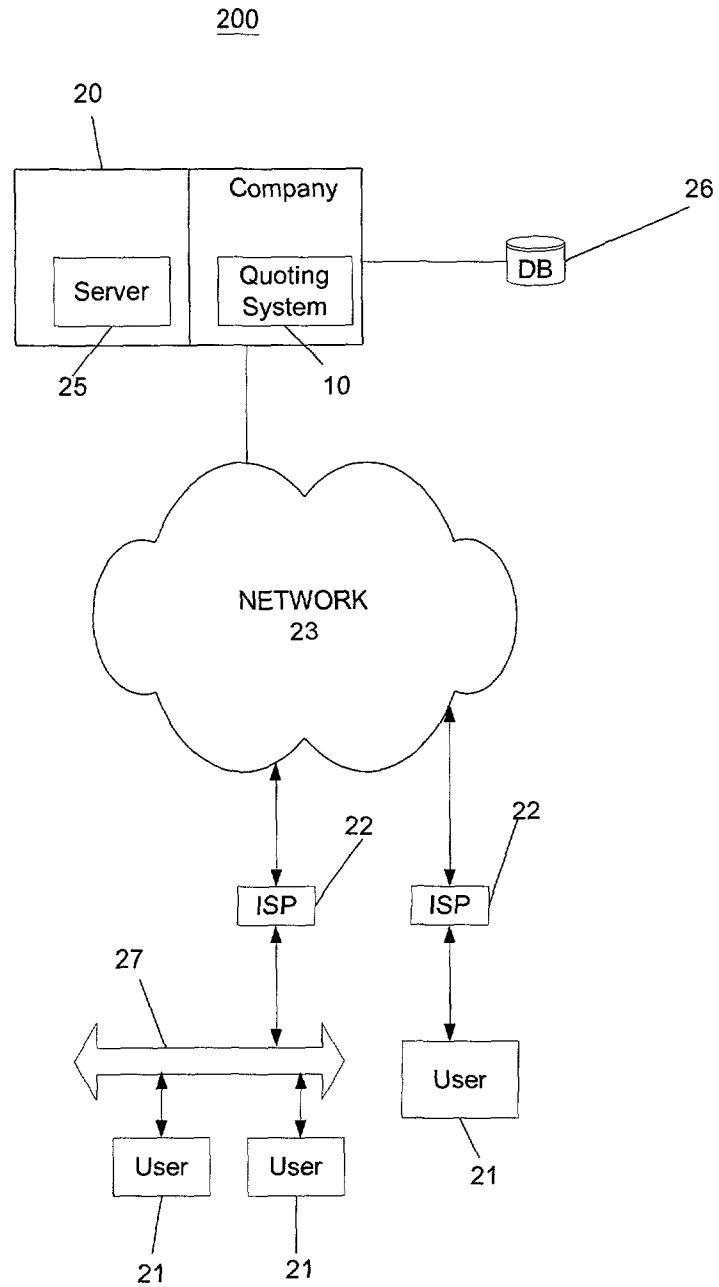 200
20
Company
26
DB
Server
Quoting
System
25
10
NETWORK
23
22
22
ISP
ISP
27
User
User
User
21
21
21